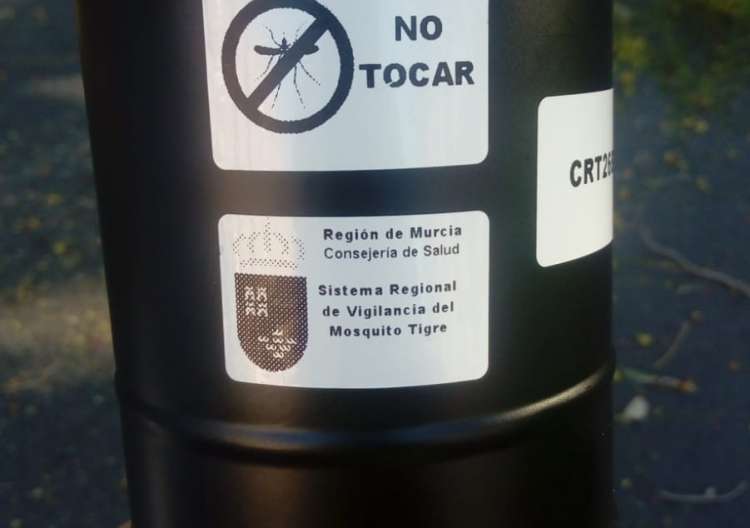 NO
TOCAR
Región de Murcia
Consejería de Salud
Sistema Regional
de Vigilancia del
Mosquito Tigre